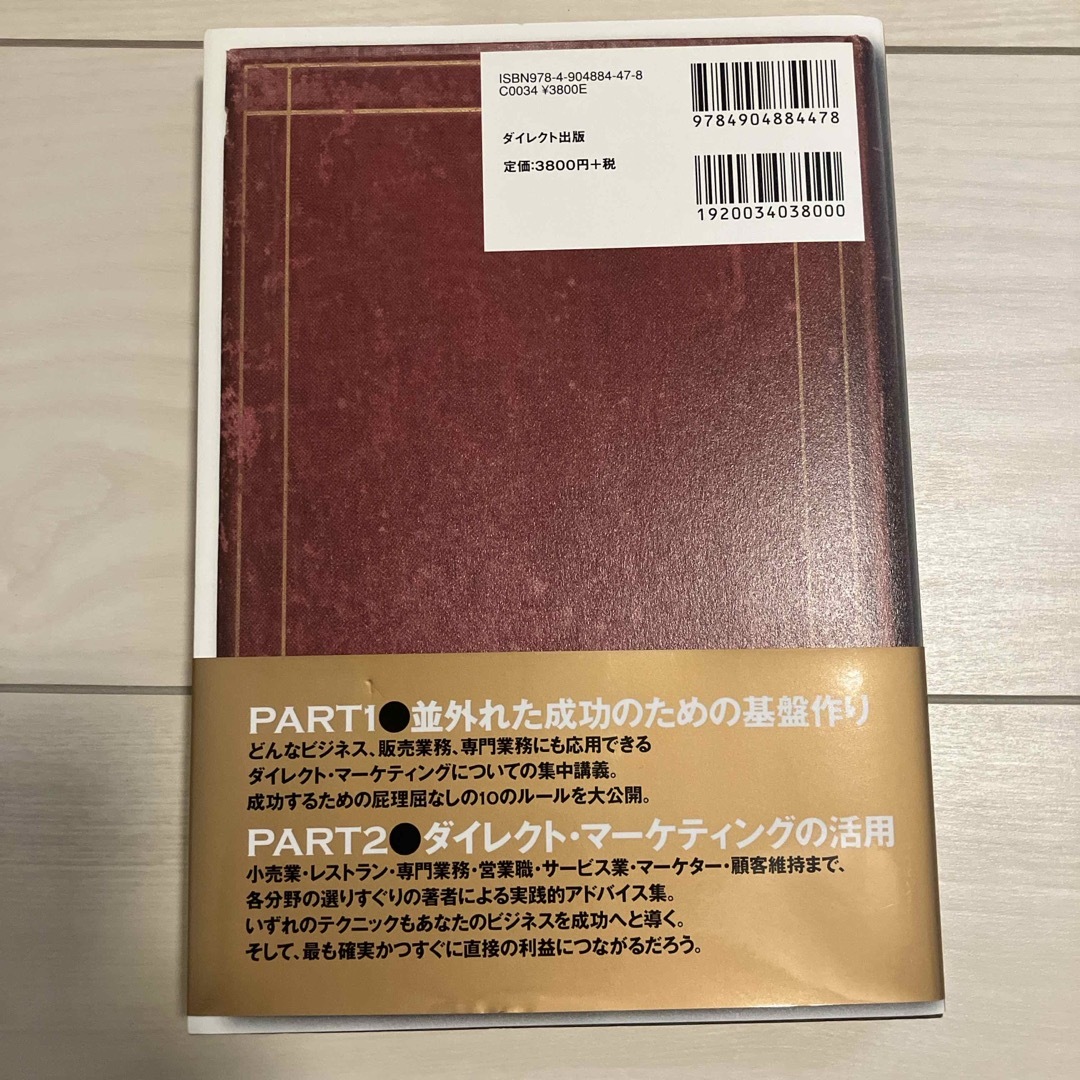 ISBN978-4-904884-47-8
C0034 ¥3800E
9784904884478
ダイレクト出版
定価:3800円+税
1920034038000
PART1●並外れた成功のための基盤作り
どんなビジネス、販売業務、専門業務にも応用できる
ダイレクト・マーケティングについての集中講義。
成功するための屁理屈なしの10のルールを大公開。
PART2●ダイレクト・マーケティングの活用
小売業・レストラン・専門業務・営業職・サービス業・マーケター・顧客維持まで、
各分野の選りすぐりの著者による実践的アドバイス集。
いずれのテクニックもあなたのビジネスを成功へと導く。
そして、最も確実かつすぐに直接の利益につながるだろう。